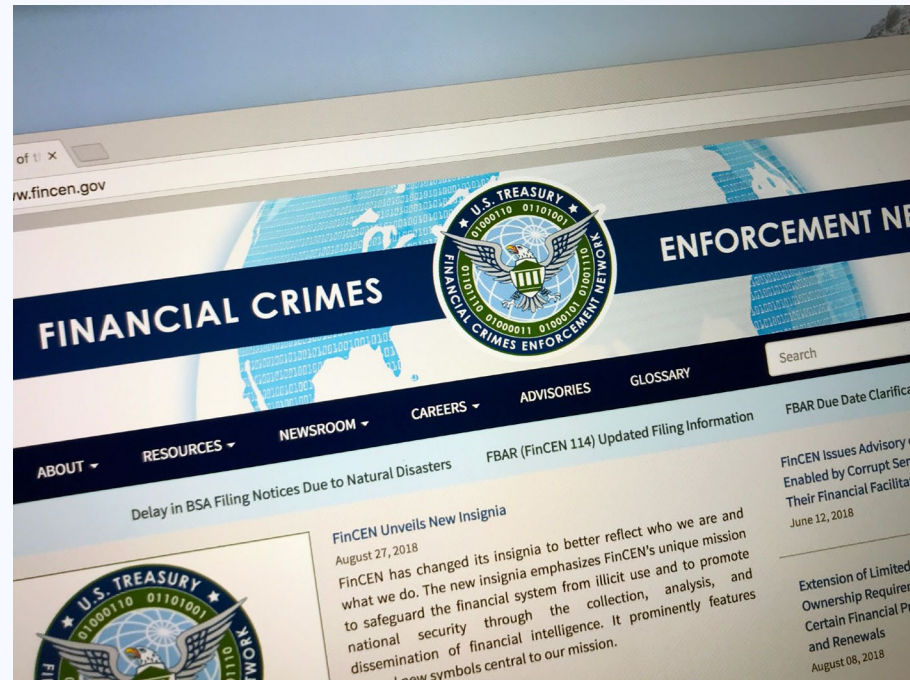 of t
ww.fincen.gov
FINANCIAL CRIMES
U.S. TREASURY
01000110 01101001
01101110 01000011 01000101 01001110
FINANCIAL CRIMES ENFORCEMENT NETWORK
ENFORCEMENT NE
ABOUT
RESOURCES
NEWSROOM
CAREERS
ADVISORIES
GLOSSARY
Search
Delay in BSA Filing Notices Due to Natural Disasters
FBAR (FinCEN 114) Updated Filing Information
FBAR Due Date Clarifica
FinCEN Unveils New Insignia
August 27, 2018
FinCEN has changed its insignia to better reflect who we are and
what we do. The new insignia emphasizes FinCEN's unique mission
to safeguard the financial system from illicit use and to promote
national security through the collection, analysis, and
dissemination of financial intelligence. It prominently features
new symbols central to our mission.
FinCEN Issues Advisory
Enabled by Corrupt Sen
Their Financial Facilita
June 12, 2018
Extension of Limited
Ownership Require
Certain Financial Pr
and Renewals
August 08, 2018
U.S. TREASURY
01000110 01101001